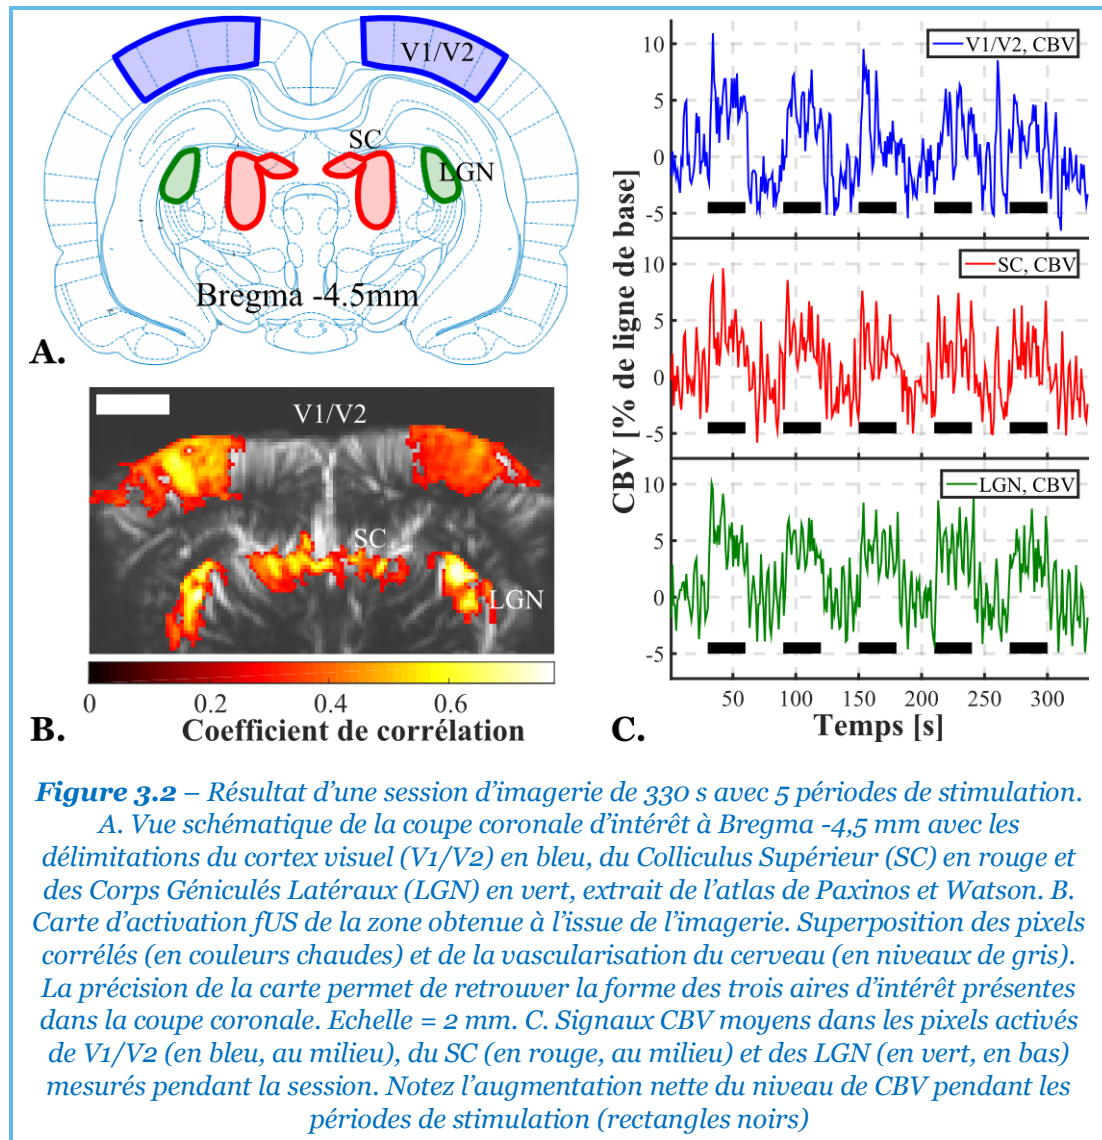 V1/V2
SC
LGN
Bregma -4.5mm
A.
V1/V2
SC
LGN
0
0.2
0.4
0.6
Coefficient de corrélation
B.
CBV [% de ligne de base]
10
5
0
-5
V1/V2, CBV
10
5
0
-5
SC, CBV
10
5
0
-5
LGN, CBV
50
100
150
200
250
300
Temps [s]
C.
Figure 3.2 – Résultat d'une session d'imagerie de 330 s avec 5 périodes de stimulation.
A. Vue schématique de la coupe coronale d'intérêt à Bregma -4,5 mm avec les
délimitations du cortex visuel (V1/V2) en bleu, du Colliculus Supérieur (SC) en rouge et
des Corps Géniculés Latéraux (LGN) en vert, extrait de l'atlas de Paxinos et Watson. B.
Carte d'activation fUS de la zone obtenue à l'issue de l'imagerie. Superposition des pixels
corrélés (en couleurs chaudes) et de la vascularisation du cerveau (en niveaux de gris).
La précision de la carte permet de retrouver la forme des trois aires d'intérêt présentes
dans la coupe coronale. Echelle = 2 mm. C. Signaux CBV moyens dans les pixels activés
de V1/V2 (en bleu, au milieu), du SC (en rouge, au milieu) et des LGN (en vert, en bas)
mesurés pendant la session. Notez l'augmentation nette du niveau de CBV pendant les
périodes de stimulation (rectangles noirs)